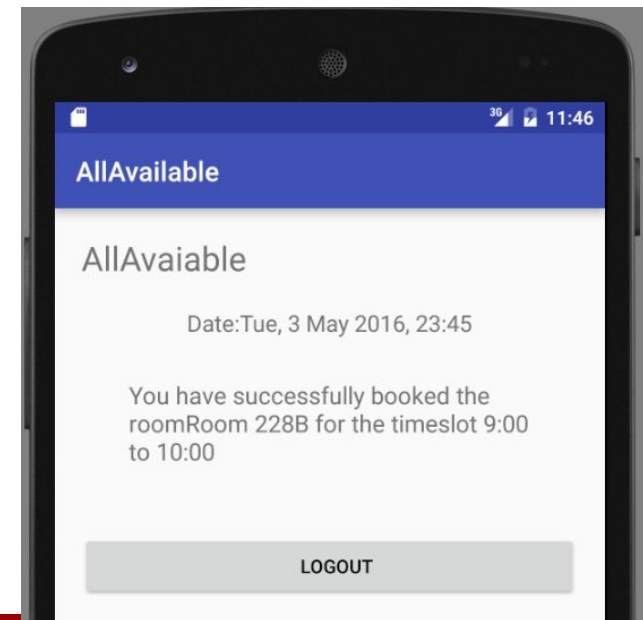 3G 11:46
AllAvailable
AllAvaiable
Date:Tue, 3 May 2016, 23:45
You have successfully booked the
roomRoom 228B for the timeslot 9:00
to 10:00
LOGOUT